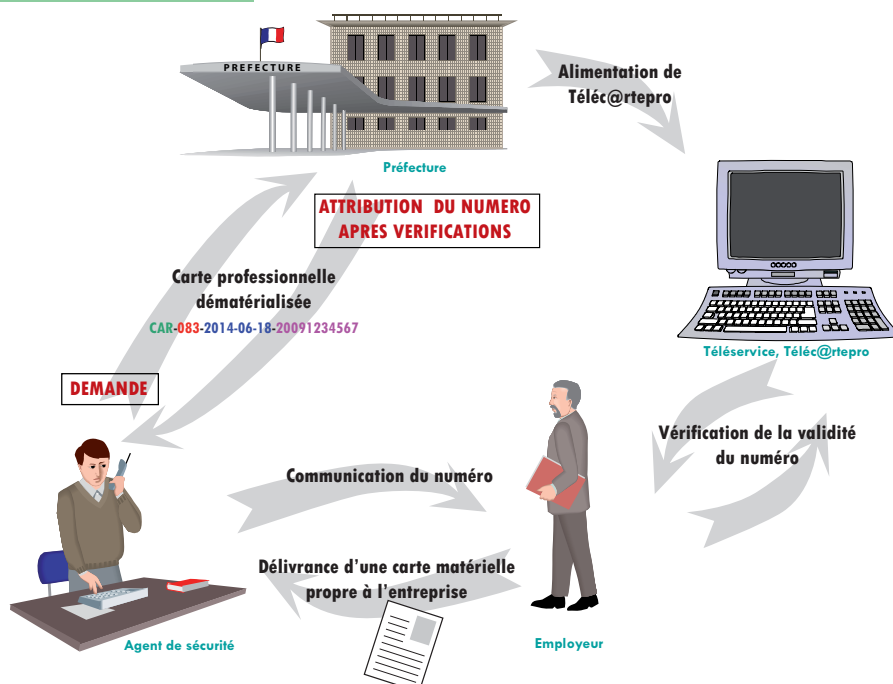 PREFECTURE
Préfecture
Alimentation de
Téléc@rtepro
ATTRIBUTION DU NUMERO
APRES VERIFICATIONS
Carte professionnelle
dématérialisée
CAR-083-2014-06-18-20091234567
Téléservice, Téléc@rtepro
DEMANDE
Vérification de la validité
du numéro
Communication du numéro
Délivrance d'une carte matérielle
propre à l'entreprise
Agent de sécurité
Employeur